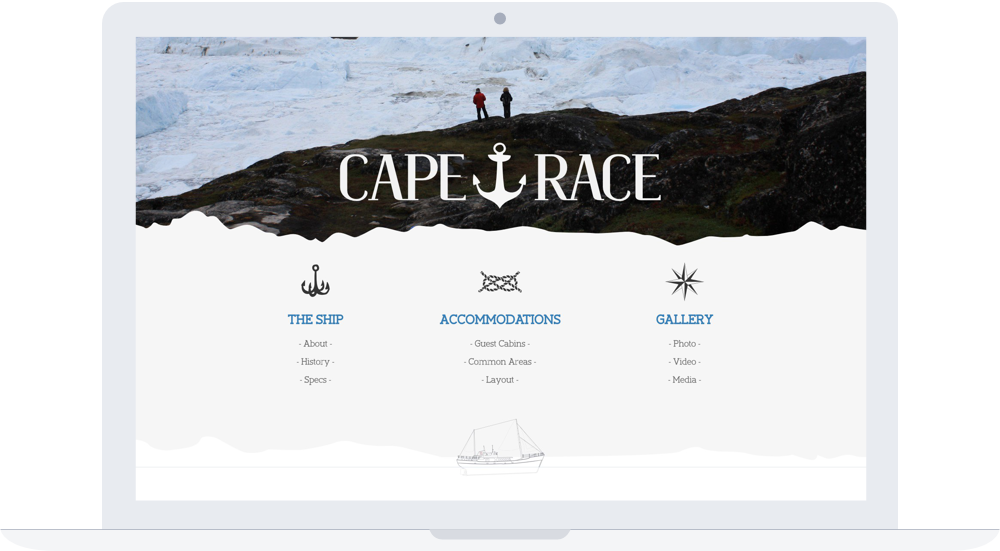 CAPE RACE
THE SHIP
- About -
- History -
- Specs -
ACCOMMODATIONS
- Guest Cabins -
- Common Areas -
- Layout -
GALLERY
- Photo -
- Video -
- Media -